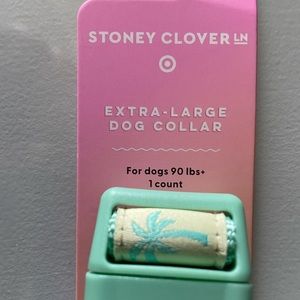 STONEY CLOVER LN
EXTRA-LARGE
DOG COLLAR
For dogs 90 lbs+
1 count